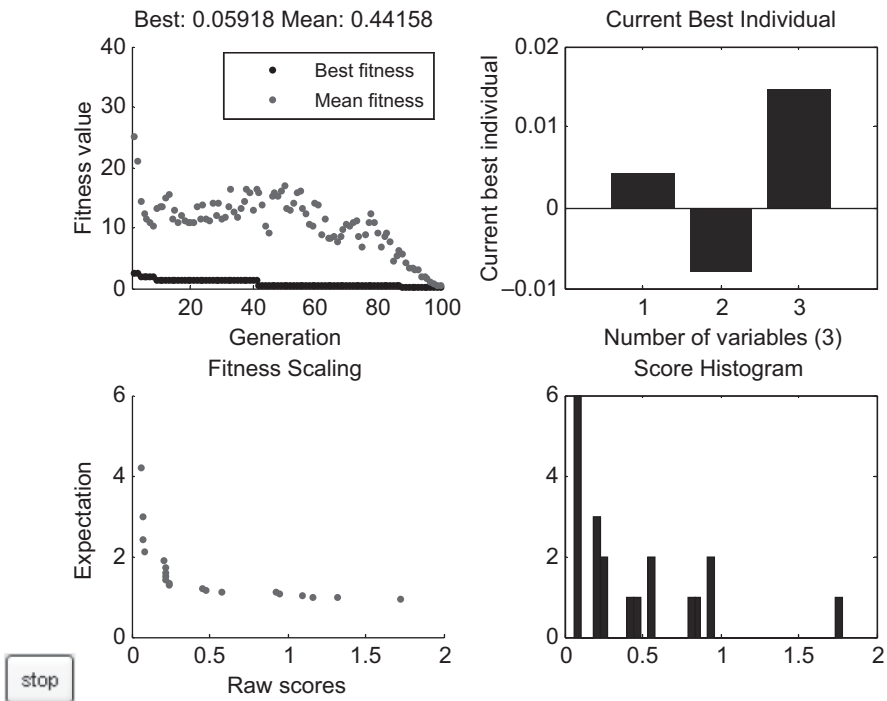 Best: 0.05918 Mean: 0.44158
40
30
20
10
0
Fitness value
Best fitness
Mean fitness
20
40
60
80
100
Generation
Current Best Individual
0.02
0.01
0
–0.01
Current best individual
1
2
3
Number of variables (3)
Fitness Scaling
6
4
2
0
Expectation
0
0.5
1
1.5
2
Raw scores
Score Histogram
6
4
2
0
0
0.5
1
1.5
2
stop